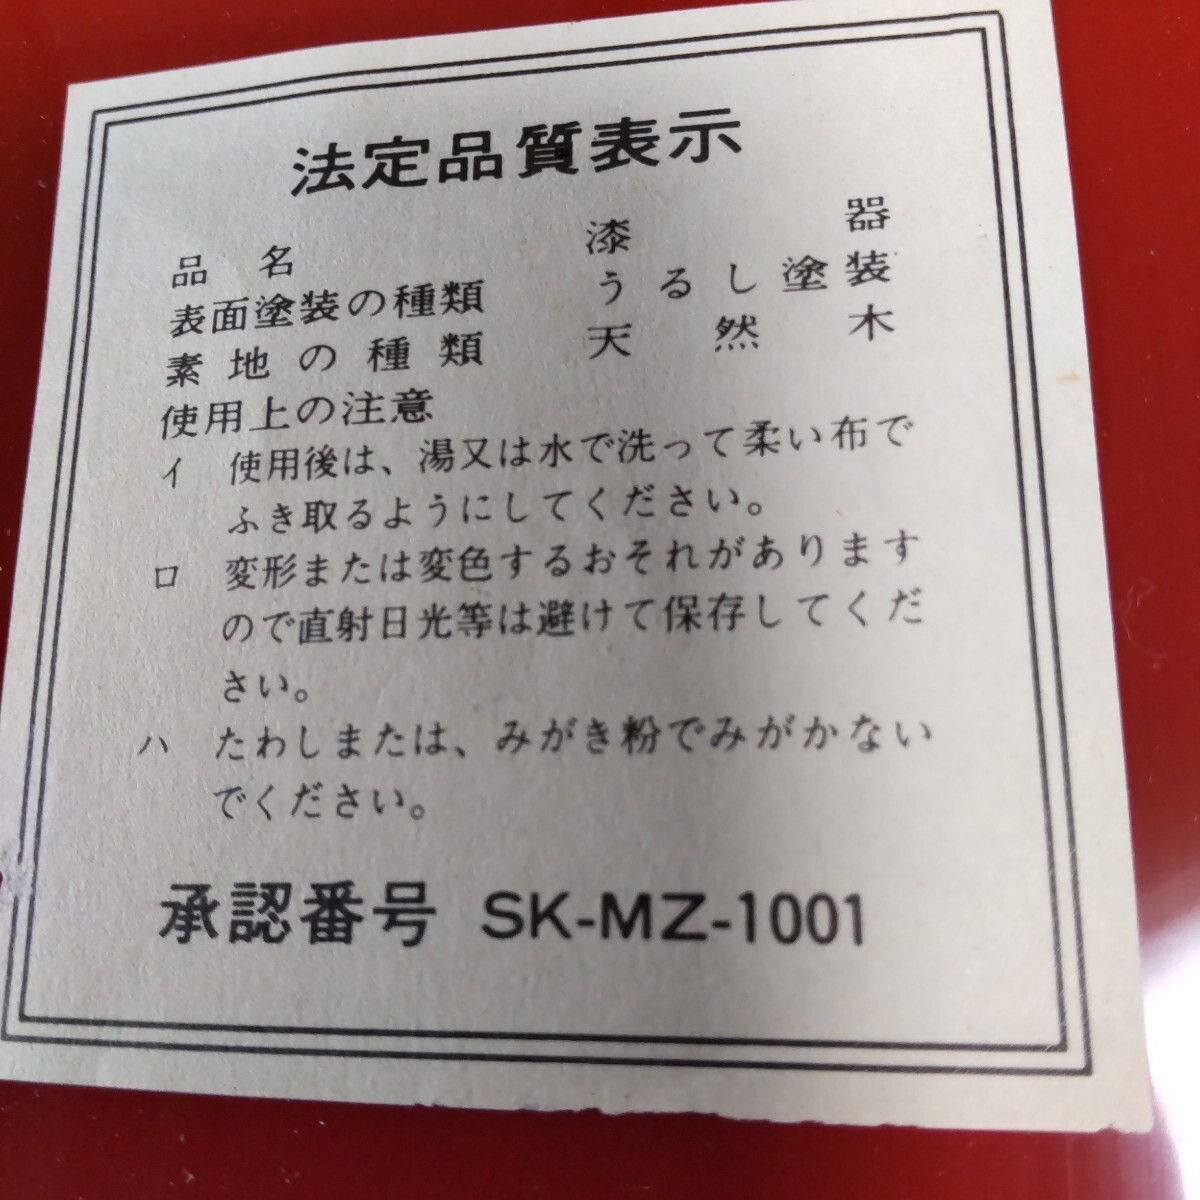 法定品質表示
品名 漆器
表面塗装の種類 うるし塗装
素地の種類 天然木
使用上の注意
イ 使用後は、湯又は水で洗って柔い布で
ふき取るようにしてください。
ロ 変形または変色するおそれがあります
ので直射日光等は避けて保存してくだ
さい。
ハ たわしまたは、みがき粉でみがかない
でください。
承認番号 SK-MZ-1001